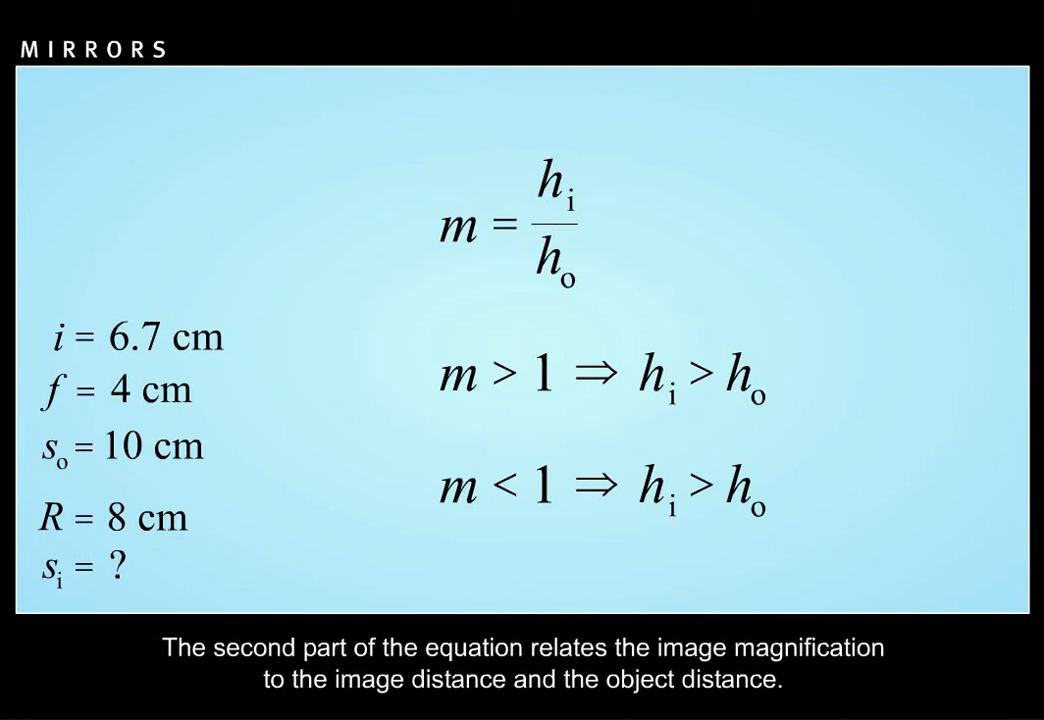 MIRRORS
m = hᵢ / hₒ
i = 6.7 cm
f = 4 cm
sₒ = 10 cm
R = 8 cm
sᵢ = ?
m > 1 ⇒ hᵢ > hₒ
m < 1 ⇒ hᵢ > hₒ
The second part of the equation relates the image magnification
to the image distance and the object distance.